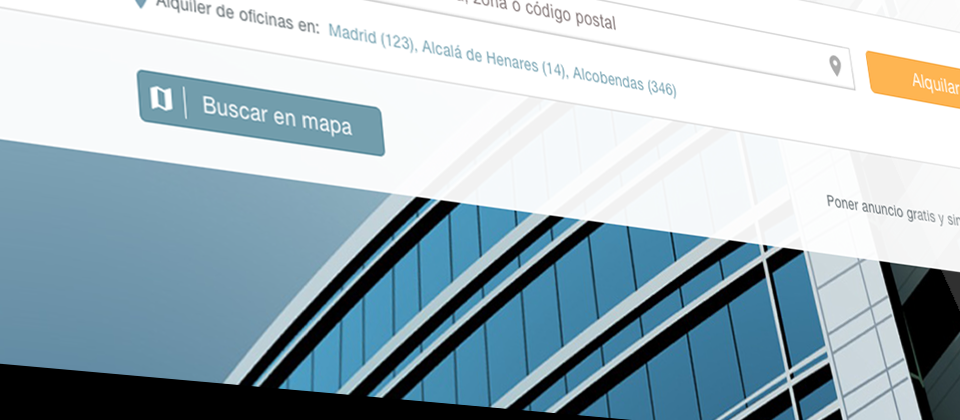 zona o código postal
Alquiler de oficinas en: Madrid (123), Alcalá de Henares (14), Alcobendas (346)
Alquilar
Buscar en mapa
Poner anuncio gratis y sin